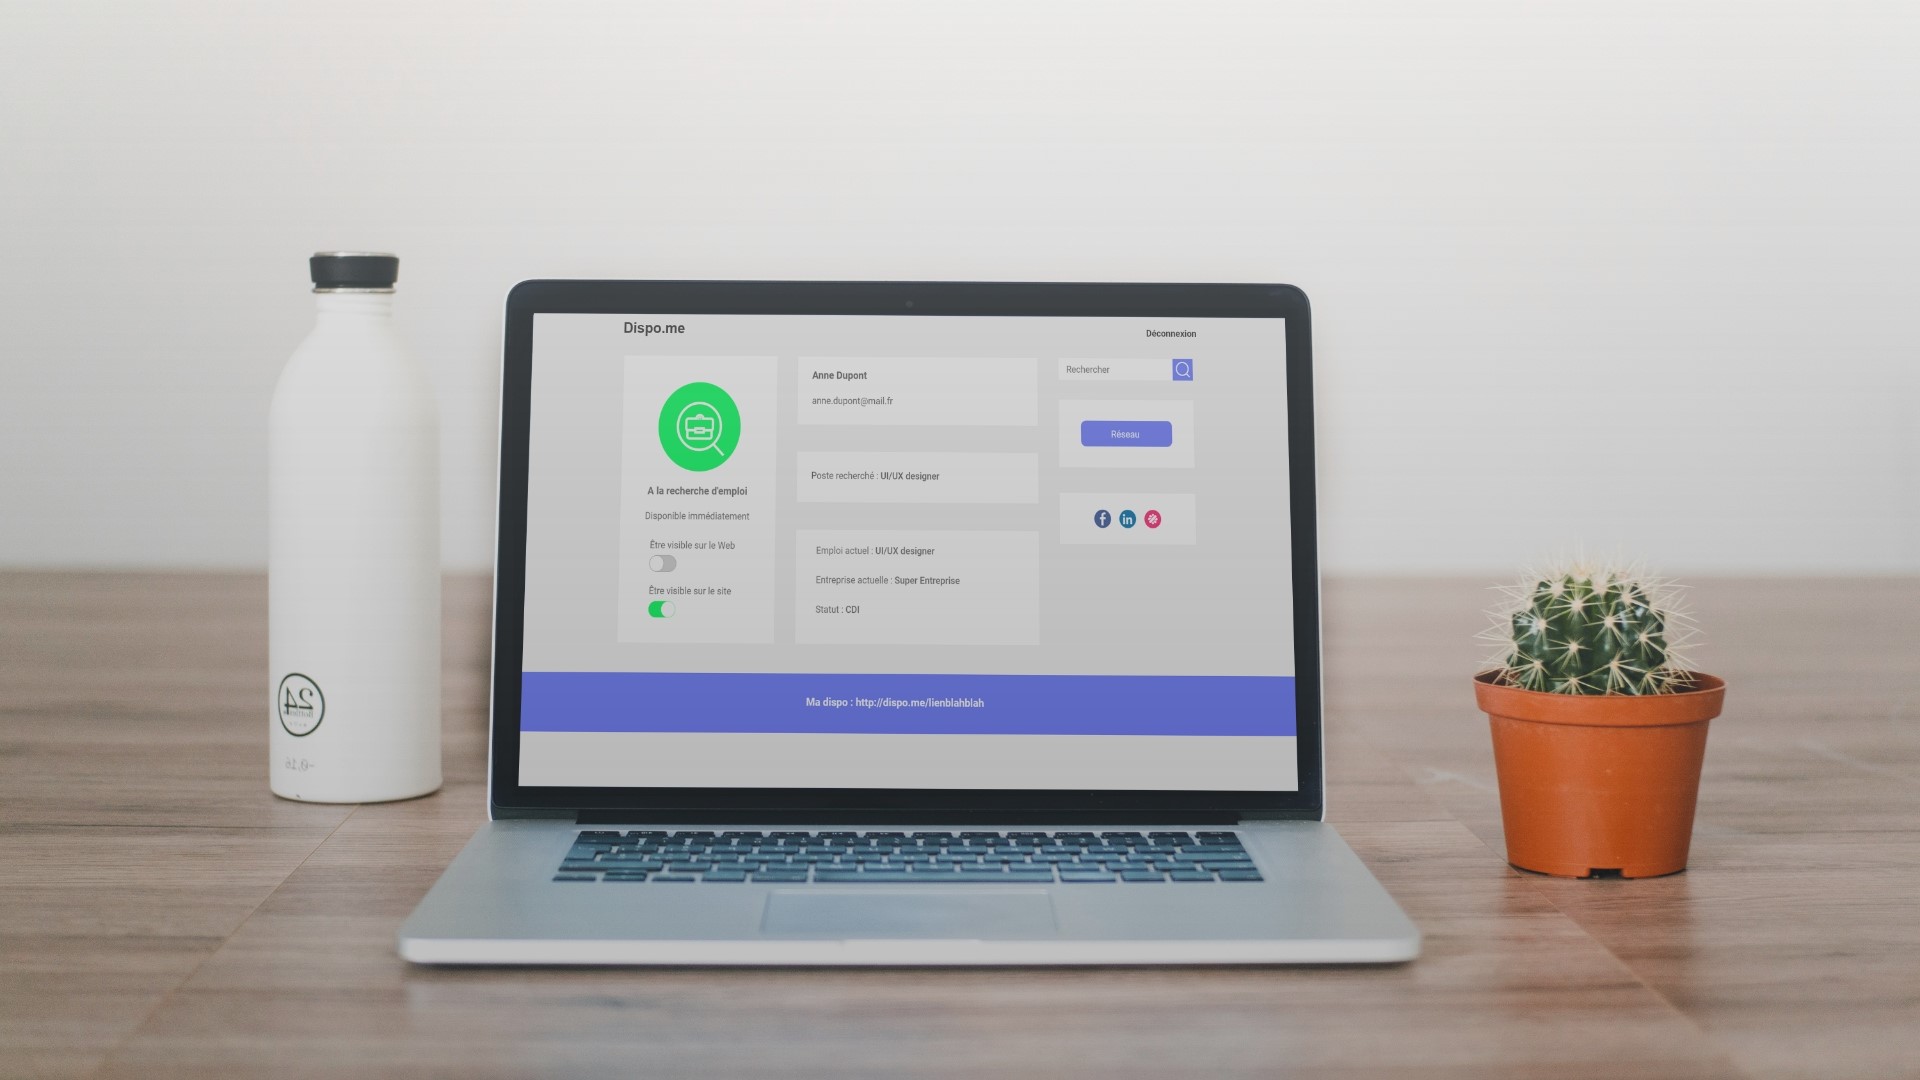 Dispo.me
Déconnexion
A la recherche d'emploi
Disponible immédiatement
Être visible sur le Web
Être visible sur le site
Anne Dupont
anne.dupont@mail.fr
Poste recherché : UI/UX designer
Emploi actuel : UI/UX designer
Entreprise actuelle : Super Entreprise
Statut : CDI
Rechercher
Réseau
f
in
Ma dispo : http://dispo.me/lienblahblah
24